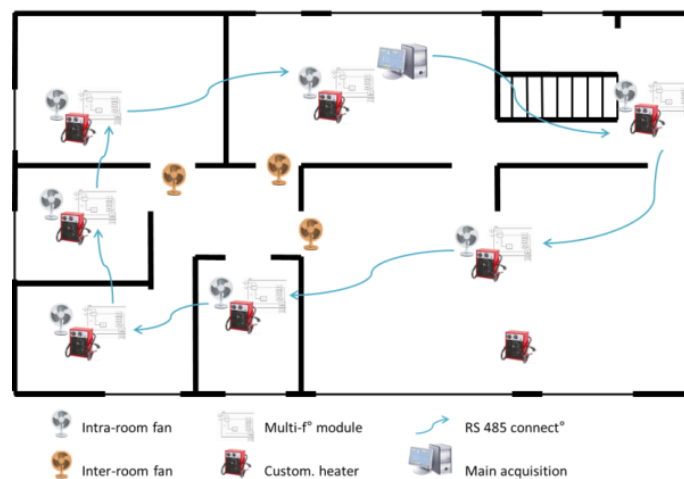 Intra-room fan
Multi-f° module
RS 485 connect°
Inter-room fan
Custom. heater
Main acquisition